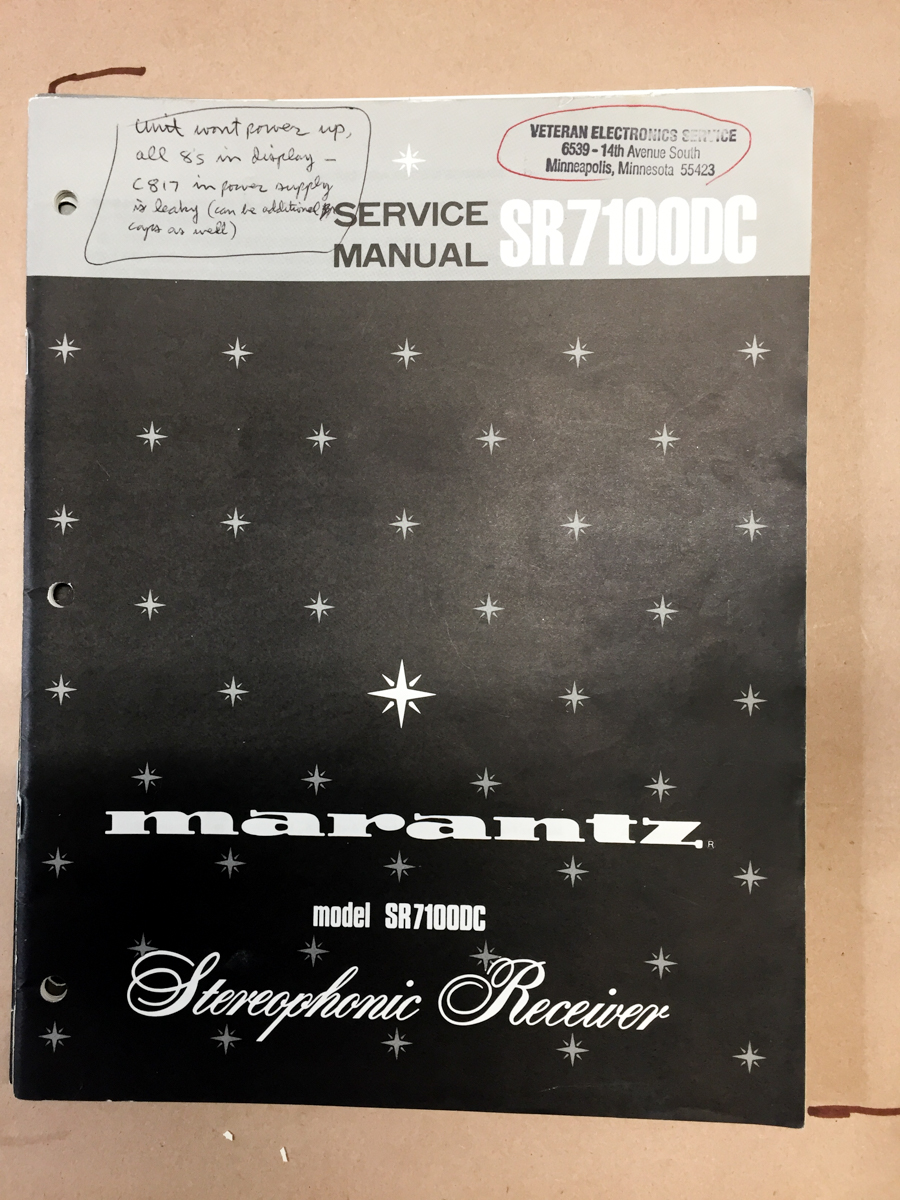 Unit wont power up,
all 8's in display –
C817 in power supply
is leaky (can be additional
caps as well)
VETERAN ELECTRONICS SERVICE
6539 - 14th Avenue South
Minneapolis, Minnesota 55423
SERVICE
MANUAL
SR7100DC
marantz
R
model SR7100DC
Stereophonic Receiver